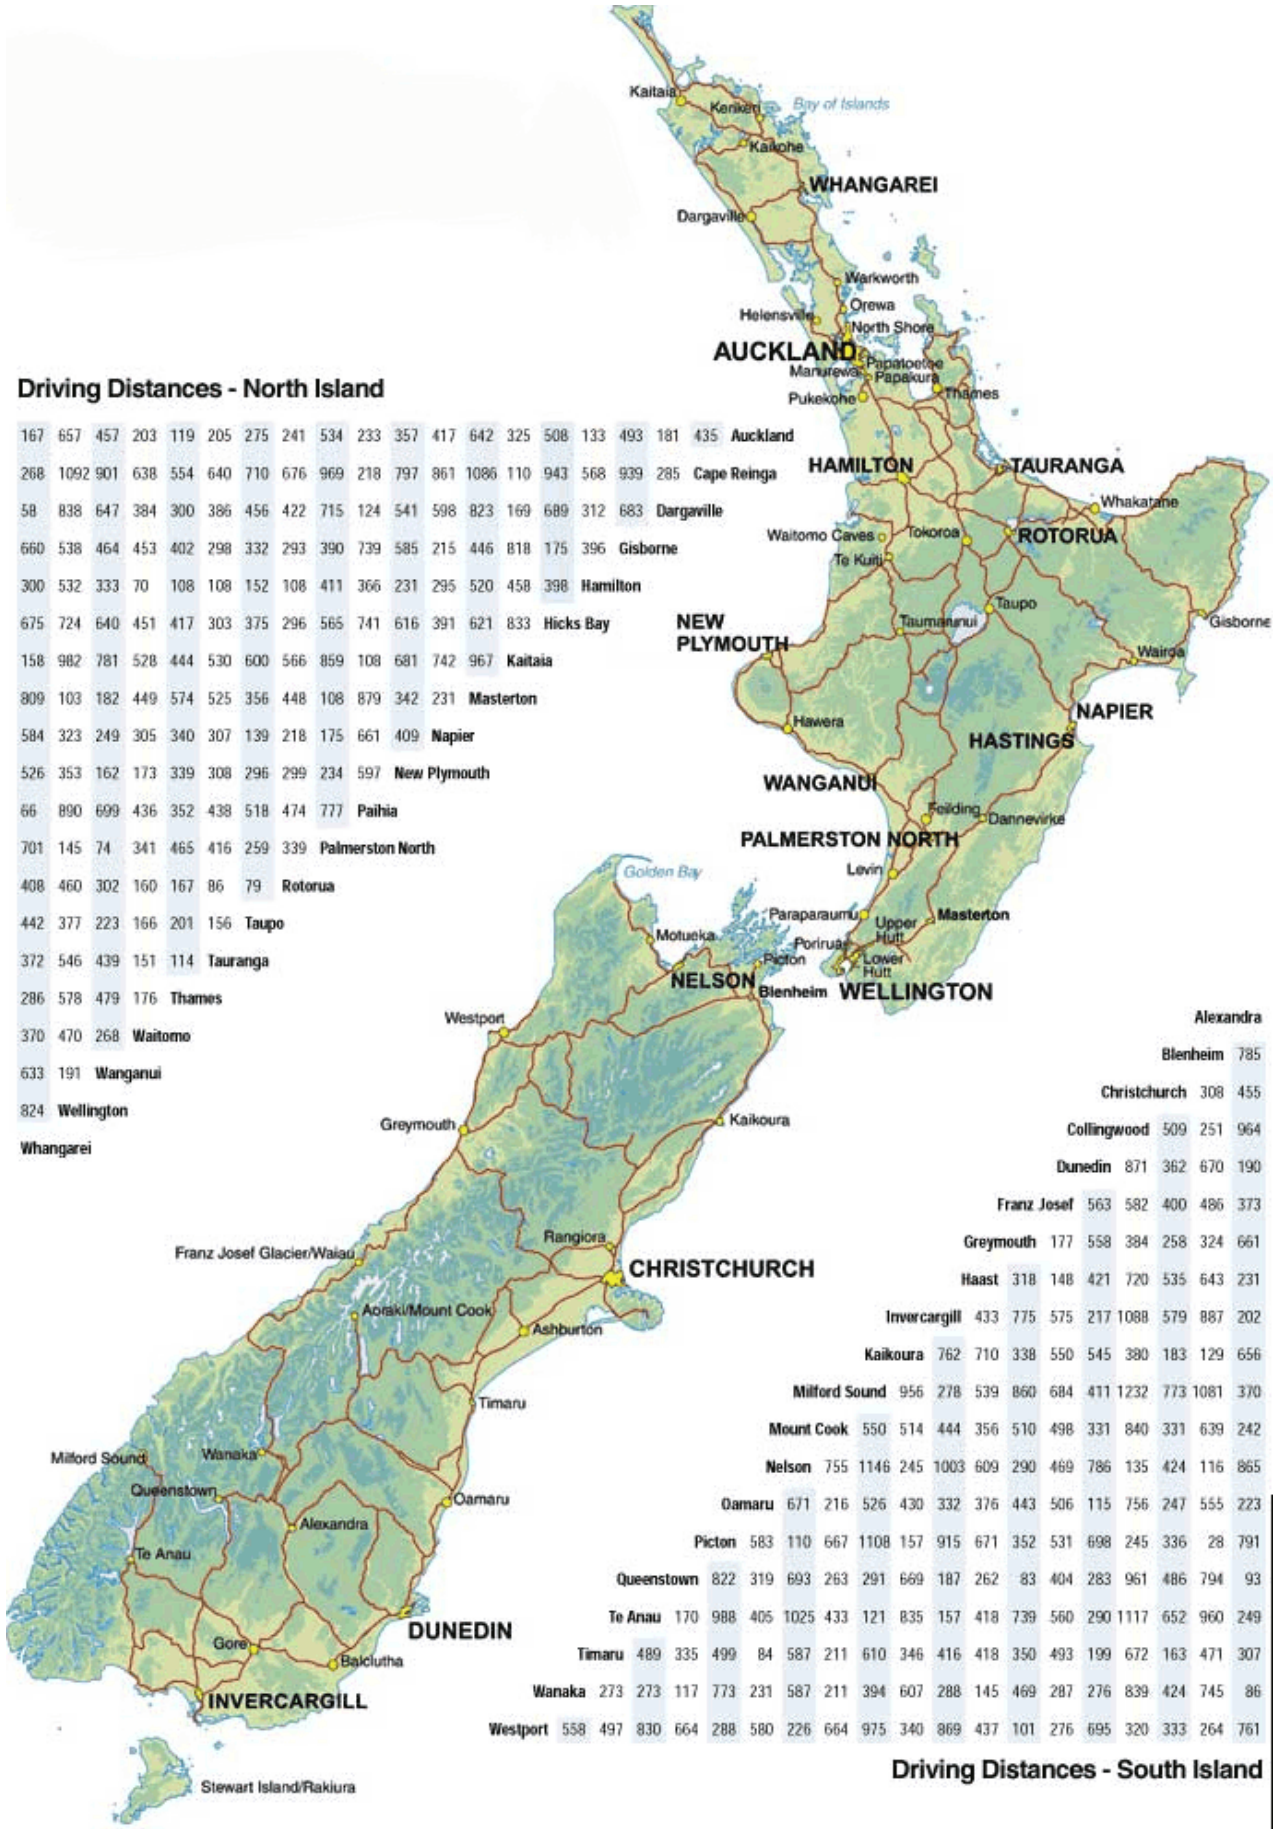 Kaitaia
Kerikeri
Bay of Islands
Kaikohe
WHANGAREI
Dargaville
Warkworth
Orewa
Helensville
North Shore
AUCKLAND
Papatoetoe
Manurewa
Papakura
Pukekohe
Thames
HAMILTON
TAURANGA
Whakatane
Waitomo Caves
Tokoroa
ROTORUA
Te Kuiti
Taupo
NEW
PLYMOUTH
Taumarunui
Gisborne
Wairoa
NAPIER
Hawera
HASTINGS
WANGANUI
Feilding
Dannevirke
PALMERSTON NORTH
Levin
Paraparaumu
Upper
Hutt
Masterton
Porirua
Lower
Hutt
WELLINGTON
Driving Distances - North Island
167 657 457 203 119 205 275 241 534 233 357 417 642 325 508 133 493 181 435 Auckland
268 1092 901 638 554 640 710 676 969 218 797 861 1086 110 943 568 939 285 Cape Reinga
58 838 647 384 300 386 456 422 715 124 541 598 823 169 689 312 683 Dargaville
660 538 464 453 402 298 332 293 390 739 585 215 446 818 175 396 Gisborne
300 532 333 70 108 108 152 108 411 366 231 295 520 458 398 Hamilton
675 724 640 451 417 303 375 296 565 741 616 391 621 833 Hicks Bay
158 982 781 528 444 530 600 566 859 108 681 742 967 Kaitaia
809 103 182 449 574 525 356 448 108 879 342 231 Masterton
584 323 249 305 340 307 139 218 175 661 409 Napier
526 353 162 173 339 308 296 299 234 597 New Plymouth
66 890 699 436 352 438 518 474 777 Paihia
701 145 74 341 465 416 259 339 Palmerston North
408 460 302 160 167 86 79 Rotorua
442 377 223 166 201 156 Taupo
372 546 439 151 114 Tauranga
286 578 479 176 Thames
370 470 268 Waitomo
633 191 Wanganui
824 Wellington
Whangarei
Golden Bay
Motueka
Picton
NELSON
Blenheim
Westport
Greymouth
Kaikoura
Rangiora
Franz Josef Glacier/Waiau
CHRISTCHURCH
Aoraki/Mount Cook
Ashburton
Timaru
Milford Sound
Wanaka
Queenstown
Oamaru
Alexandra
Te Anau
DUNEDIN
Gore
Balclutha
INVERCARGILL
Stewart Island/Rakiura
Alexandra
Blenheim 785
Christchurch 308 455
Collingwood 509 251 964
Dunedin 871 362 670 190
Franz Josef 563 582 400 486 373
Greymouth 177 558 384 258 324 661
Haast 318 148 421 720 535 643 231
Invercargill 433 775 575 217 1088 579 887 202
Kaikoura 762 710 338 550 545 380 183 129 656
Milford Sound 956 278 539 860 684 411 1232 773 1081 370
Mount Cook 550 514 444 356 510 498 331 840 331 639 242
Nelson 755 1146 245 1003 609 290 469 786 135 424 116 865
Oamaru 671 216 526 430 332 376 443 506 115 756 247 555 223
Picton 583 110 667 1108 157 915 671 352 531 698 245 336 28 791
Queenstown 822 319 693 263 291 669 187 262 83 404 283 961 486 794 93
Te Anau 170 988 405 1025 433 121 835 157 418 739 560 290 1117 652 960 249
Timaru 489 335 499 84 587 211 610 346 416 418 350 493 199 672 163 471 307
Wanaka 273 273 117 773 231 587 211 394 607 288 145 469 287 276 839 424 745 86
Westport 558 497 830 664 288 580 226 664 975 340 869 437 101 276 695 320 333 264 761
Driving Distances - South Island